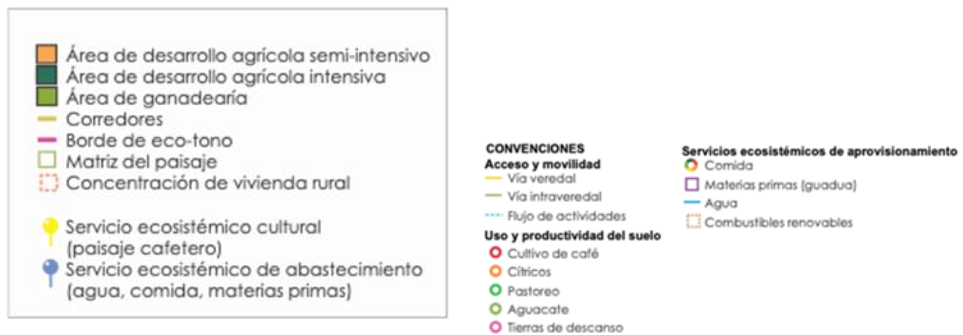 Área de desarrollo agrícola semi-intensivo
Área de desarrollo agrícola intensiva
Área de ganadearía
Corredores
Borde de eco-tono
Matriz del paisaje
Concentración de vivienda rural
Servicio ecosistémico cultural
(paisaje cafetero)
Servicio ecosistémico de abastecimiento
(agua, comida, materias primas)
CONVENCIONES
Acceso y movilidad
Vía veredal
Vía intraveredal
Flujo de actividades
Uso y productividad del suelo
Cultivo de café
Cítricos
Pastoreo
Aguacate
Tierras de descanso
Servicios ecosistémicos de aprovisionamiento
Comida
Materias primas (guadua)
Agua
Combustibles renovables